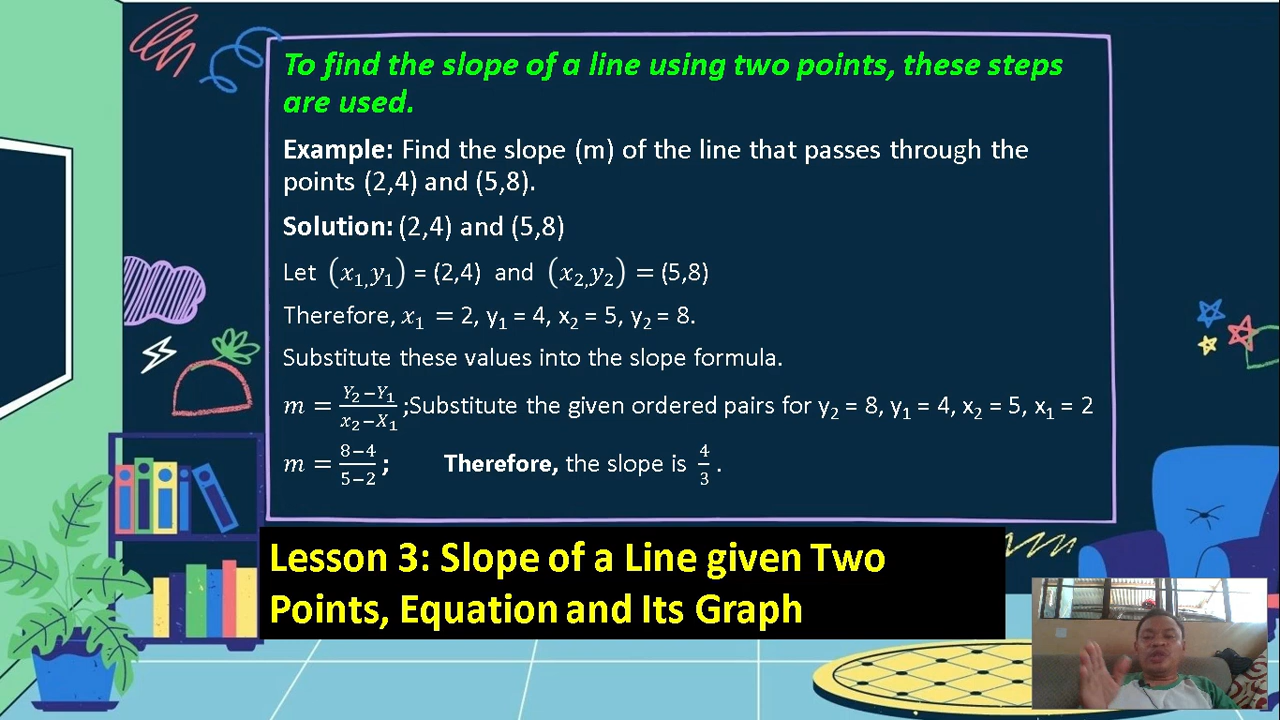 To find the slope of a line using two points, these steps
are used.
Example: Find the slope (m) of the line that passes through the
points (2,4) and (5,8).
Solution: (2,4) and (5,8)
Let (x₁,y₁) = (2,4) and (x₂,y₂) = (5,8)
Therefore, x₁ = 2, y₁ = 4, x₂ = 5, y₂ = 8.
Substitute these values into the slope formula.
m = (Y₂−Y₁)/(x₂−X₁) ;Substitute the given ordered pairs for y₂ = 8, y₁ = 4, x₂ = 5, x₁ = 2
m = (8−4)/(5−2) ; Therefore, the slope is 4/3 .
Lesson 3: Slope of a Line given Two
Points, Equation and Its Graph